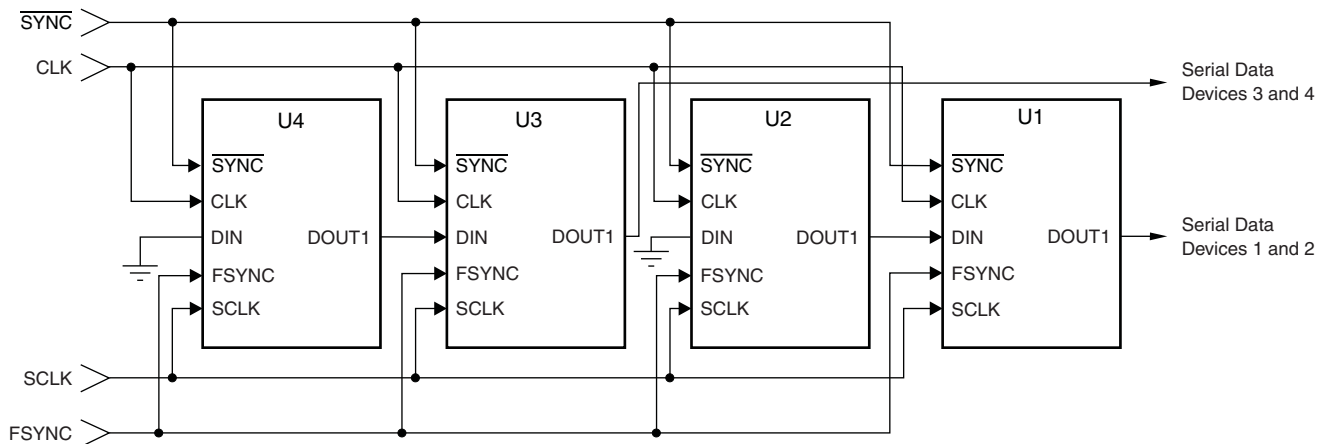 SYNC
CLK
Serial Data
Devices 3 and 4
U4
U3
U2
U1
SYNC
SYNC
SYNC
SYNC
CLK
CLK
CLK
CLK
DIN
DOUT1
DIN
DOUT1
DIN
DOUT1
DIN
DOUT1
Serial Data
Devices 1 and 2
FSYNC
FSYNC
FSYNC
FSYNC
SCLK
SCLK
SCLK
SCLK
SCLK
FSYNC